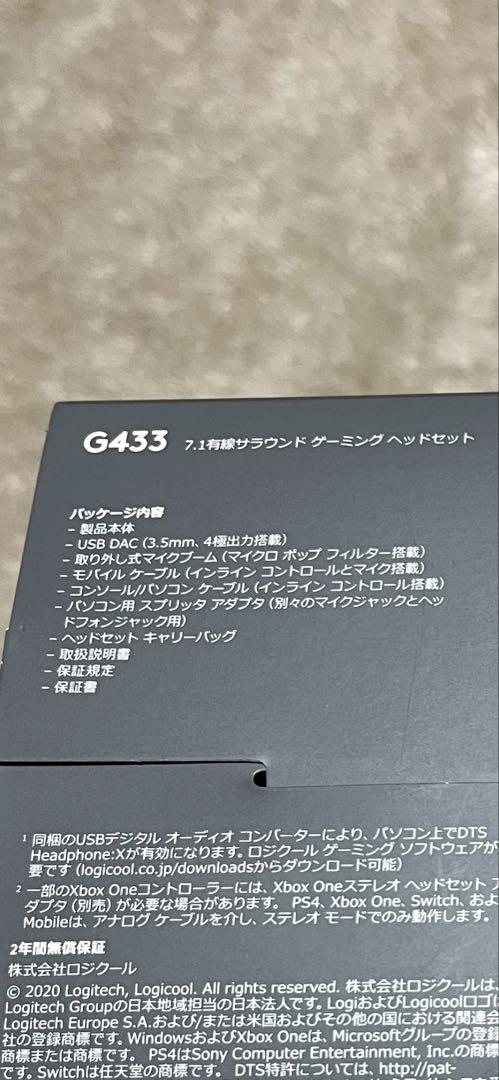 G433 7.1有線サラウンド ゲーミング ヘッドセット
パッケージ内容
– 製品本体
– USB DAC (3.5mm、4極出力搭載)
– 取り外し式マイクブーム (マイクロ ポップ フィルター搭載)
– モバイル ケーブル (インライン コントロールとマイク搭載)
– コンソール/パソコン ケーブル (インライン コントロール搭載)
– パソコン用 スプリッタ アダプタ (別々のマイクジャックとヘッ
ドフォンジャック用)
– ヘッドセット キャリーバッグ
– 取扱説明書
– 保証規定
– 保証書
1 同梱のUSBデジタル オーディオ コンバーターにより、パソコン上でDTS
Headphone:Xが有効になります。ロジクール ゲーミング ソフトウェアが
要です (logicool.co.jp/downloadsからダウンロード可能)
2 一部のXbox Oneコントローラーには、Xbox Oneステレオ ヘッドセット ア
ダプタ (別売) が必要な場合があります。 PS4、Xbox One、Switch、およ
Mobileは、アナログ ケーブルを介し、ステレオ モードでのみ動作します。
2年間無償保証
株式会社ロジクール
© 2020 Logitech, Logicool. All rights reserved. 株式会社ロジクールは、
Logitech Groupの日本地域担当の日本法人です。LogiおよびLogicoolロゴは
Logitech Europe S.A.および/または米国およびその他の国における関連会
社の登録商標です。WindowsおよびXbox Oneは、Microsoftグループの登録
商標または商標です。 PS4はSony Computer Entertainment, Inc.の商標
です。Switchは任天堂の商標です。 DTS特許については、http://pat-